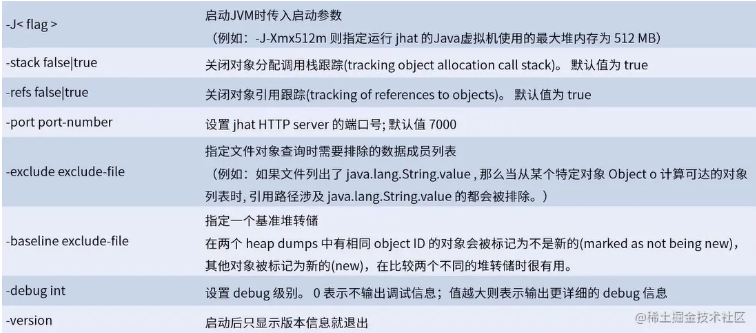 -J< flag >
启动JVM时传入启动参数
（例如：-J-Xmx512m 则指定运行 jhat 的Java虚拟机使用的最大堆内存为 512 MB）
-stack false|true
关闭对象分配调用栈跟踪(tracking object allocation call stack)。 默认值为 true
-refs false|true
关闭对象引用跟踪(tracking of references to objects)。 默认值为 true
-port port-number
设置 jhat HTTP server 的端口号; 默认值 7000
-exclude exclude-file
指定文件对象查询时需要排除的数据成员列表
（例如：如果文件列出了 java.lang.String.value , 那么当从某个特定对象 Object o 计算可达的对象
列表时, 引用路径涉及 java.lang.String.value 的都会被排除。）
-baseline exclude-file
指定一个基准堆转储
在两个 heap dumps 中有相同 object ID 的对象会被标记为不是新的(marked as not being new)，
其他对象被标记为新的(new)，在比较两个不同的堆转储时很有用。
-debug int
设置 debug 级别。 0 表示不输出调试信息；值越大则表示输出更详细的 debug 信息
-version
启动后只显示版本信息就退出
@稀土掘金技术社区